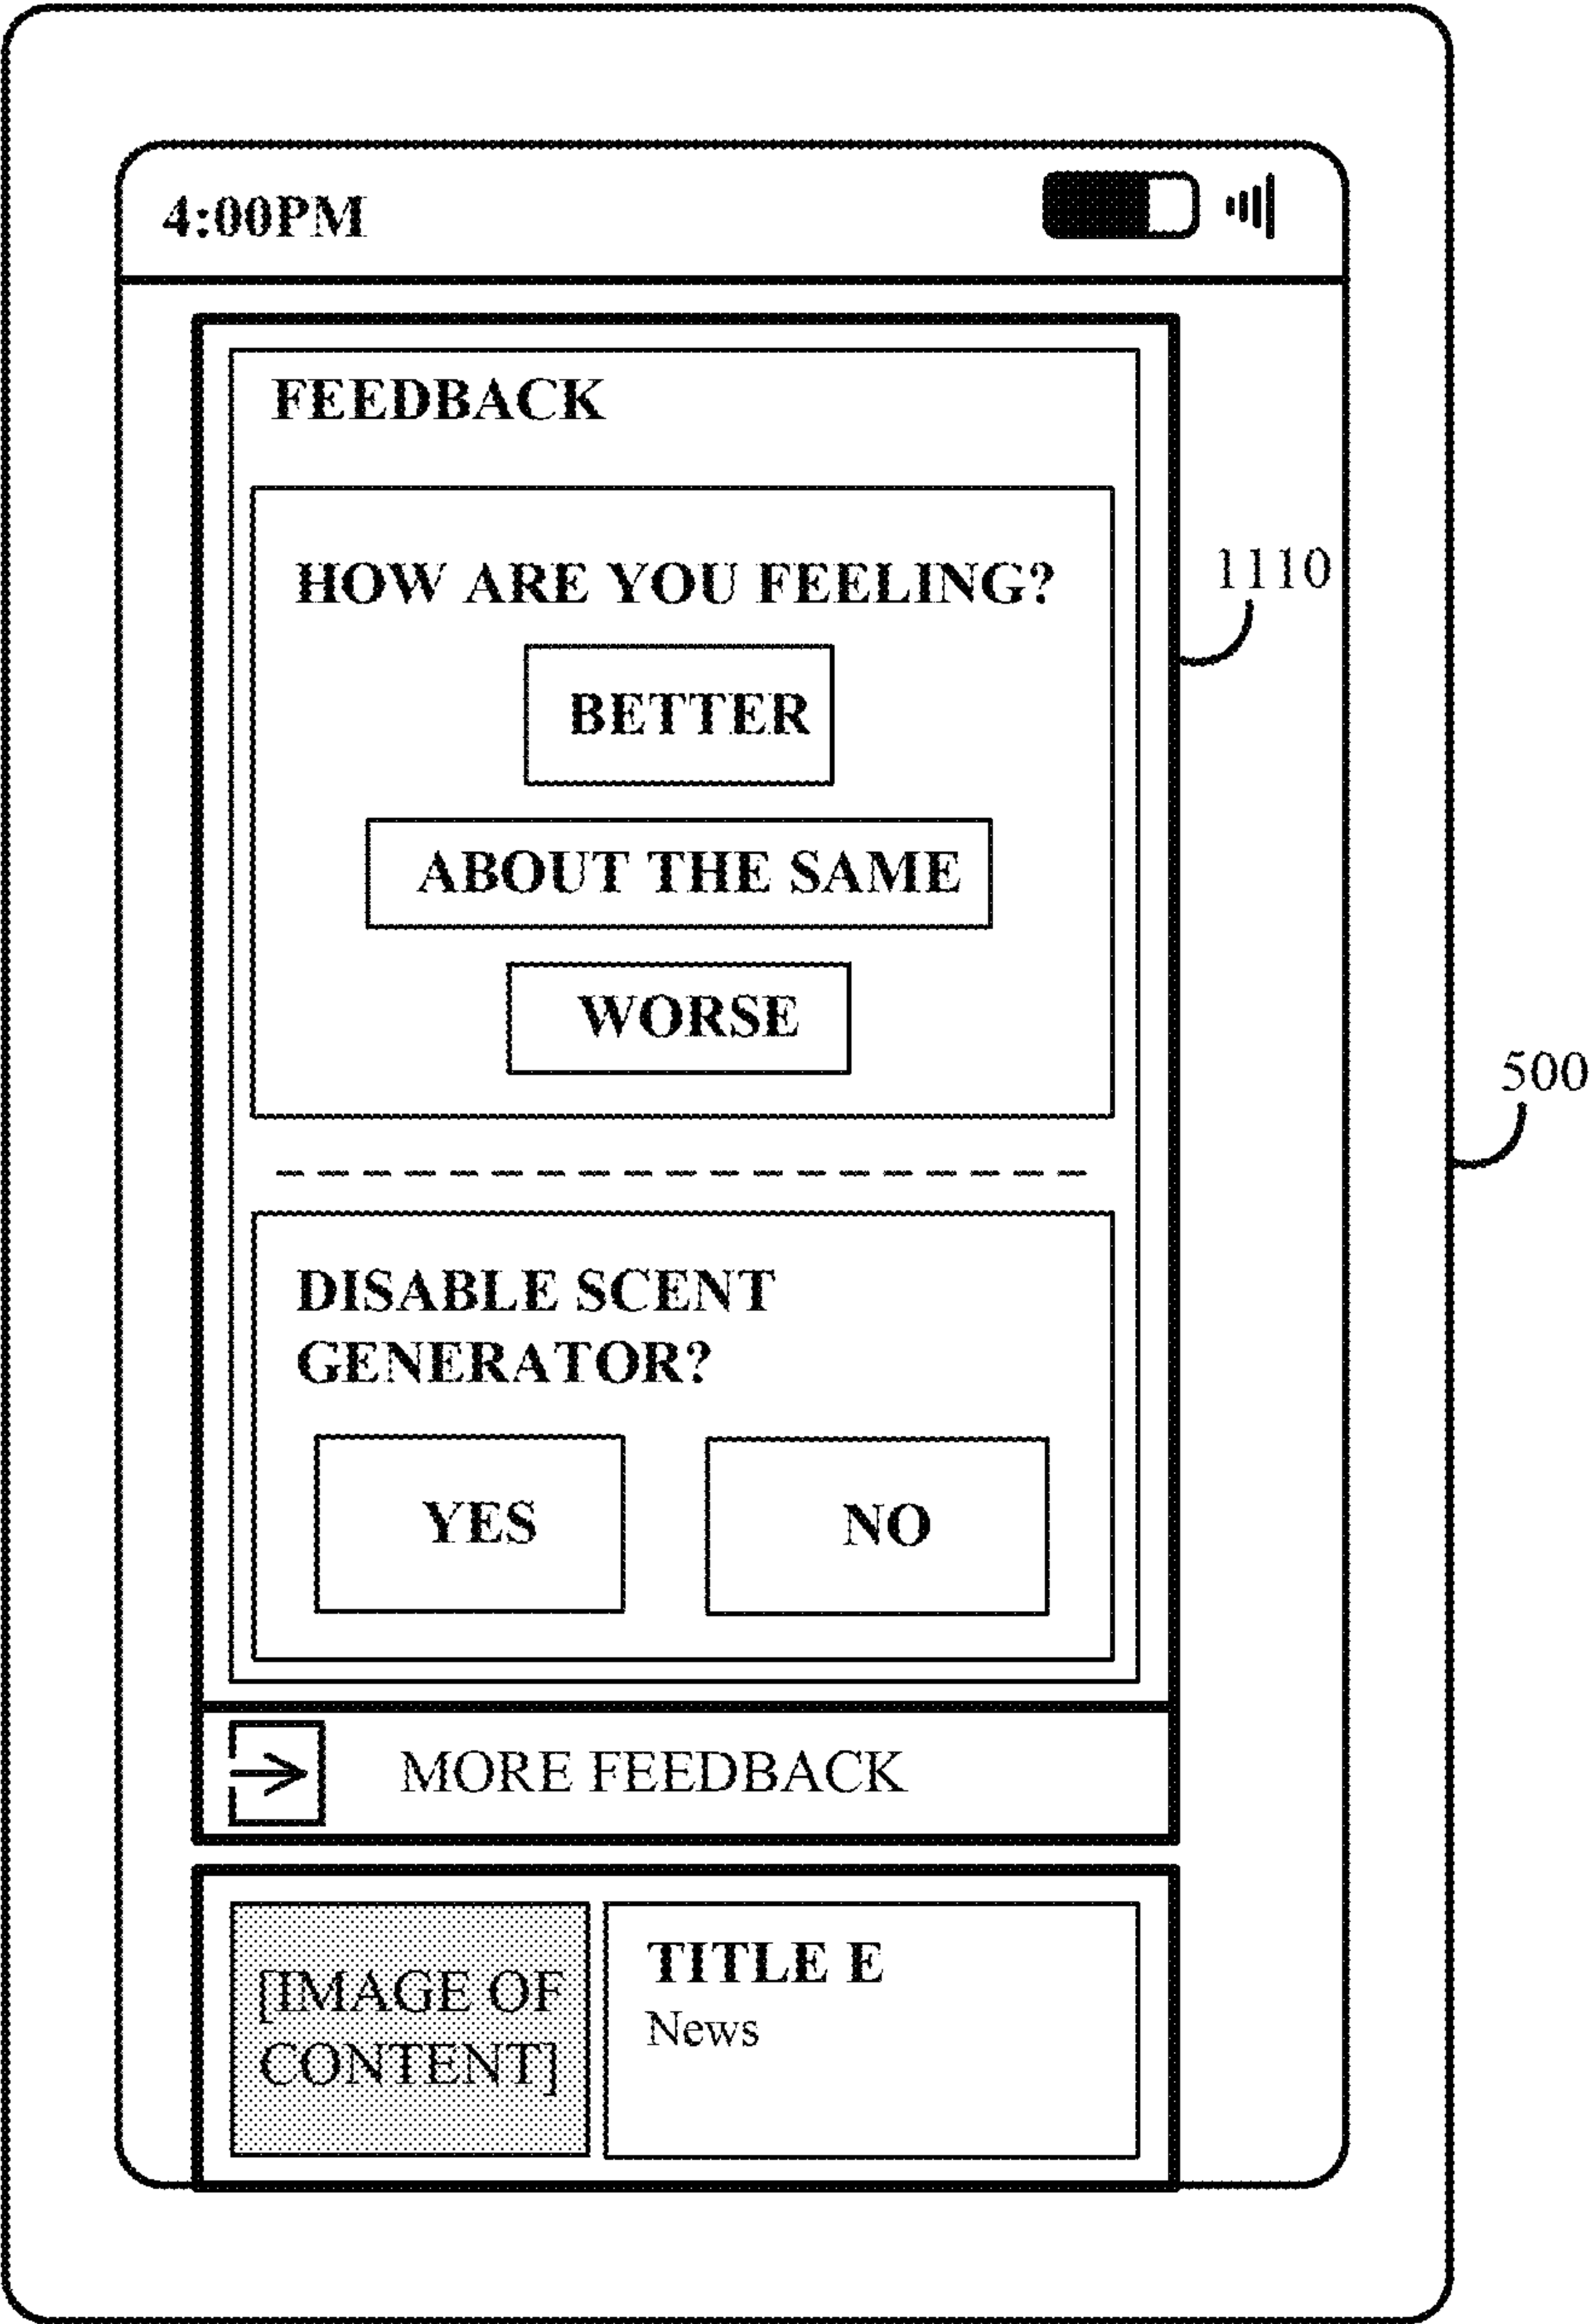 4:00PM
FEEDBACK
HOW ARE YOU FEELING?
1110
BETTER
ABOUT THE SAME
WORSE
500
DISABLE SCENT
GENERATOR?
YES
NO
MORE FEEDBACK
[IMAGE OF
CONTENT]
TITLE E
News